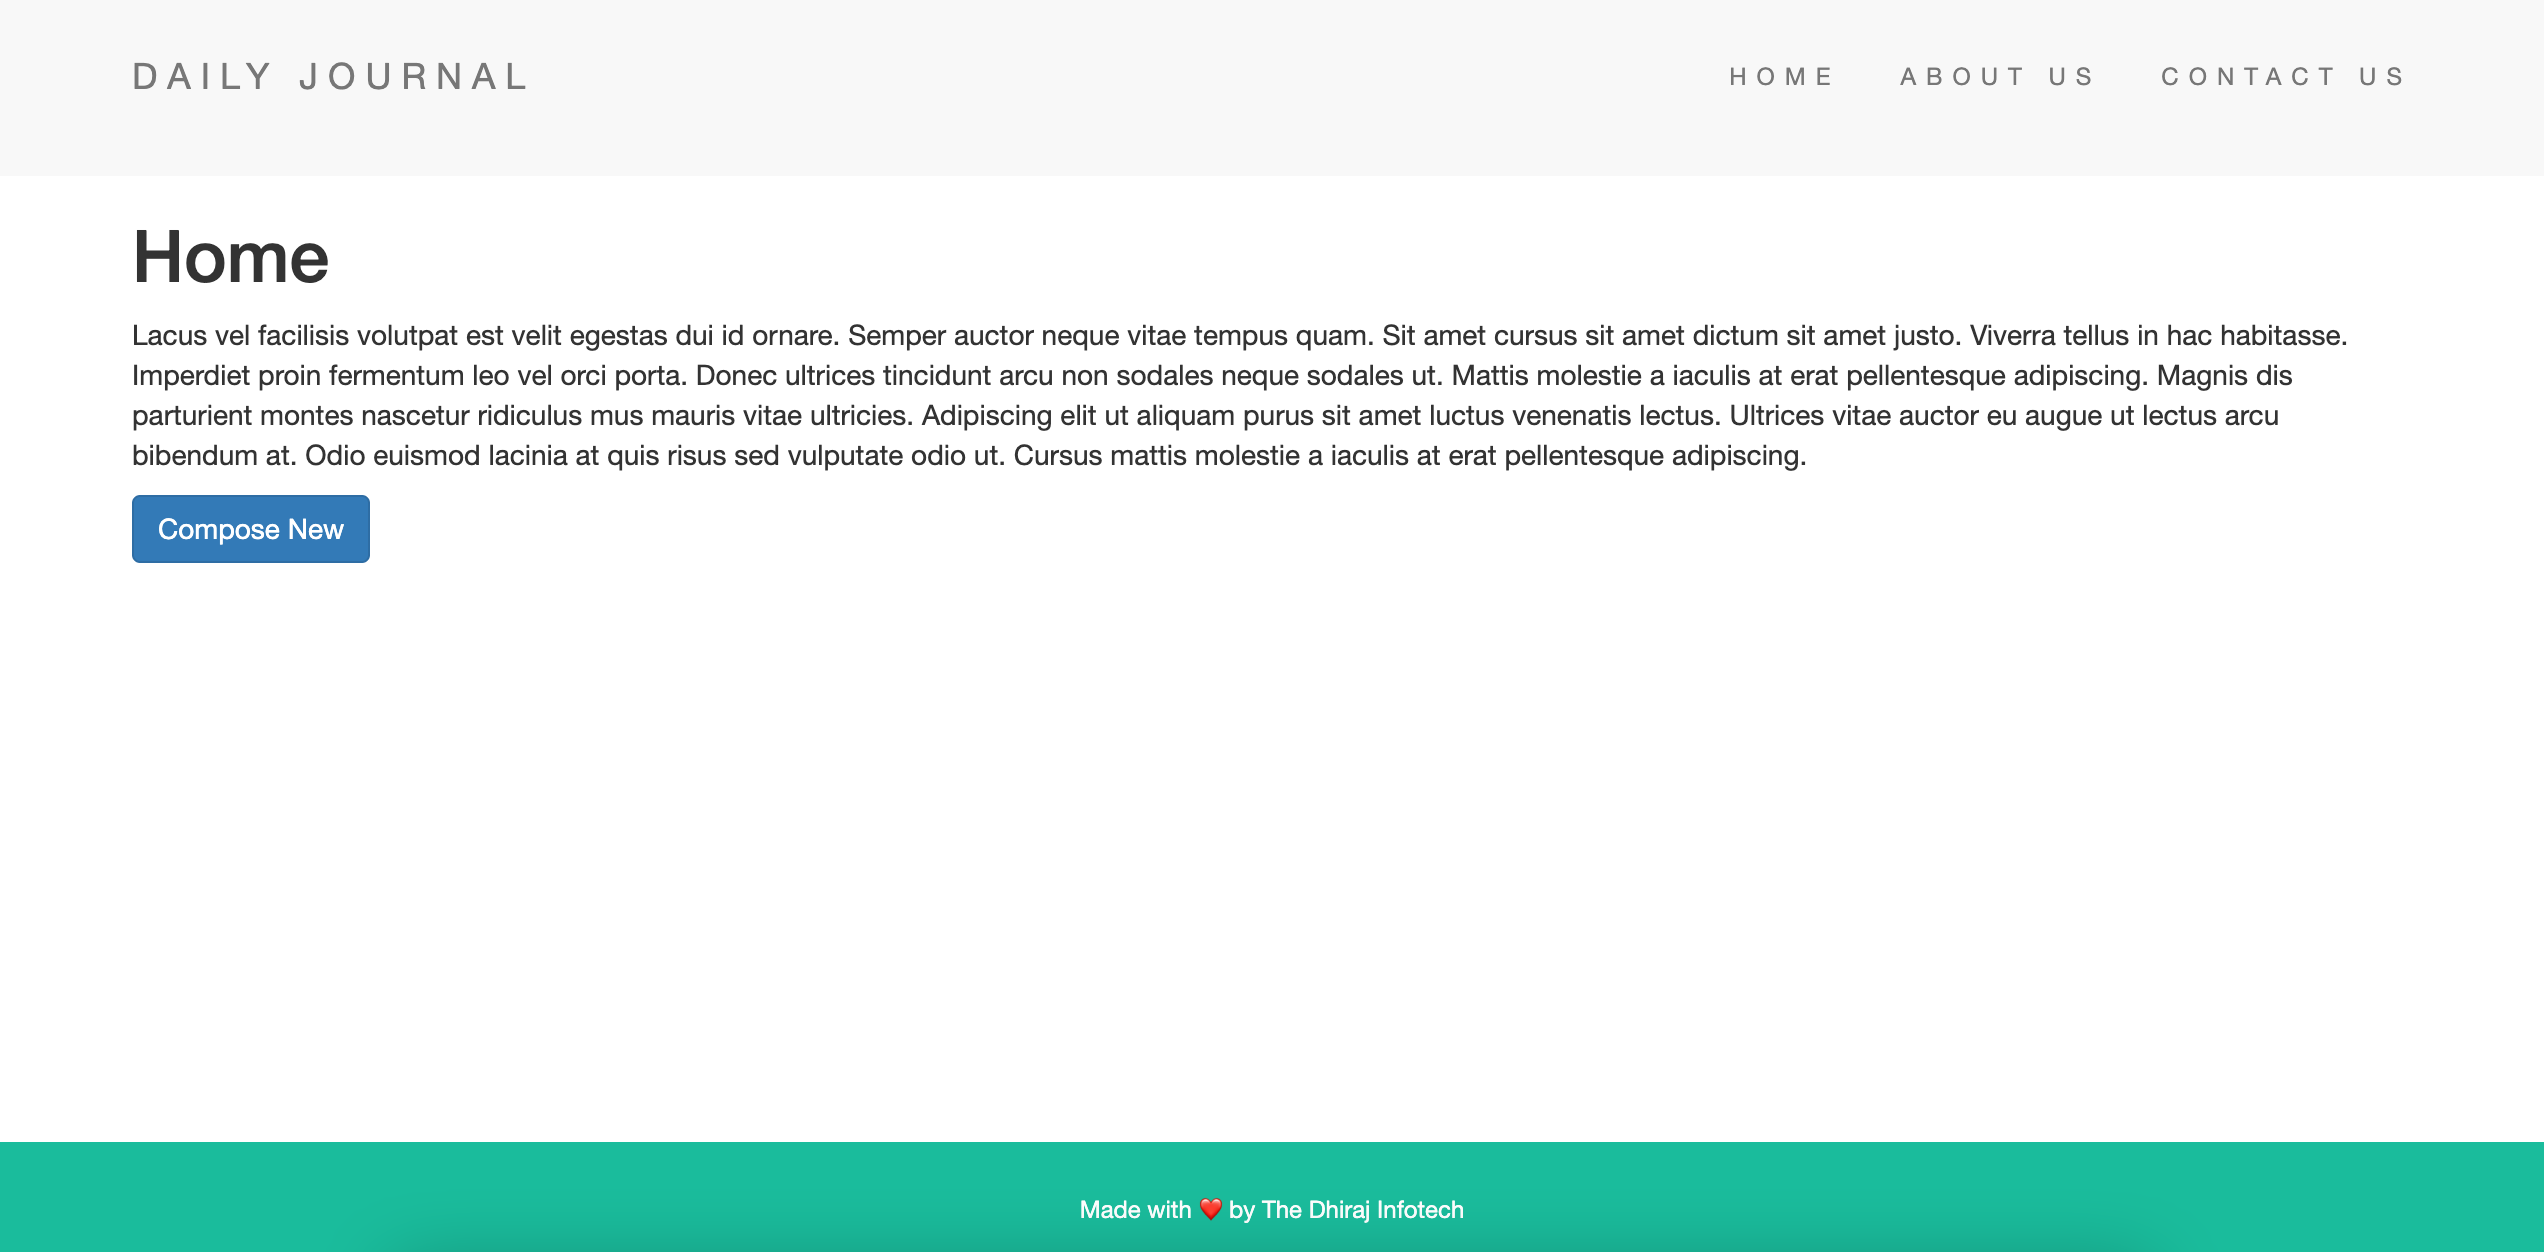 DAILY JOURNAL
HOME ABOUT US CONTACT US
Home
Lacus vel facilisis volutpat est velit egestas dui id ornare. Semper auctor neque vitae tempus quam. Sit amet cursus sit amet dictum sit amet justo. Viverra tellus in hac habitasse.
Imperdiet proin fermentum leo vel orci porta. Donec ultrices tincidunt arcu non sodales neque sodales ut. Mattis molestie a iaculis at erat pellentesque adipiscing. Magnis dis
parturient montes nascetur ridiculus mus mauris vitae ultricies. Adipiscing elit ut aliquam purus sit amet luctus venenatis lectus. Ultrices vitae auctor eu augue ut lectus arcu
bibendum at. Odio euismod lacinia at quis risus sed vulputate odio ut. Cursus mattis molestie a iaculis at erat pellentesque adipiscing.
Compose New
Made with ❤️ by The Dhiraj Infotech